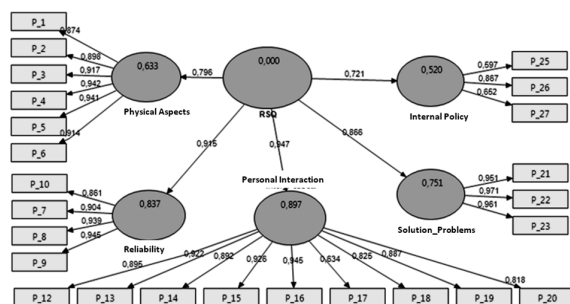 P_1
0,874
P_2
0,898
P_3
0,917
P_4
0,942
P_5
0,941
P_6
0,914
0,633
Physical Aspects
0,796
0,000
RSQ
0,721
0,520
Internal Policy
0,597
P_25
0,867
P_26
0,652
P_27
0,915
0,947
0,866
P_10
0,861
P_7
0,904
P_8
0,939
P_9
0,945
0,837
Reliability
Personal Interaction
0,897
0,751
Solution_Problems
0,951
P_21
0,971
P_22
0,961
P_23
0,895
0,922
0,892
0,926
0,945
0,834
0,825
0,887
0,818
P_12
P_13
P_14
P_15
P_16
P_17
P_18
P_19
P_20